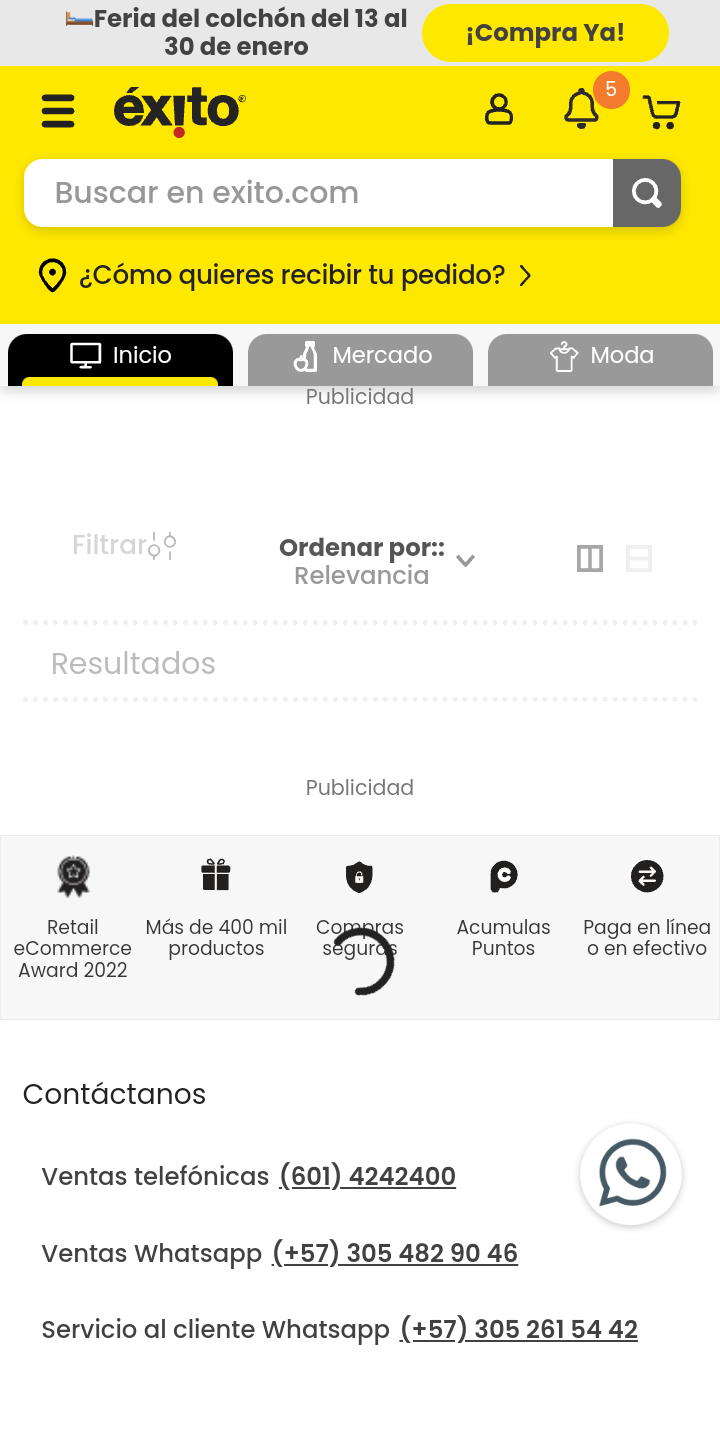 Feria del colchón del 13 al
30 de enero
¡Compra Ya!
éxito
5
Buscar en exito.com
¿Cómo quieres recibir tu pedido?
Inicio
Mercado
Moda
Publicidad
Filtrar
Ordenar por::
Relevancia
Resultados
Publicidad
Retail
eCommerce
Award 2022
Más de 400 mil
productos
Compras
seguras
Acumulas
Puntos
Paga en línea
o en efectivo
Contáctanos
Ventas telefónicas (601) 4242400
Ventas Whatsapp (+57) 305 482 90 46
Servicio al cliente Whatsapp (+57) 305 261 54 42